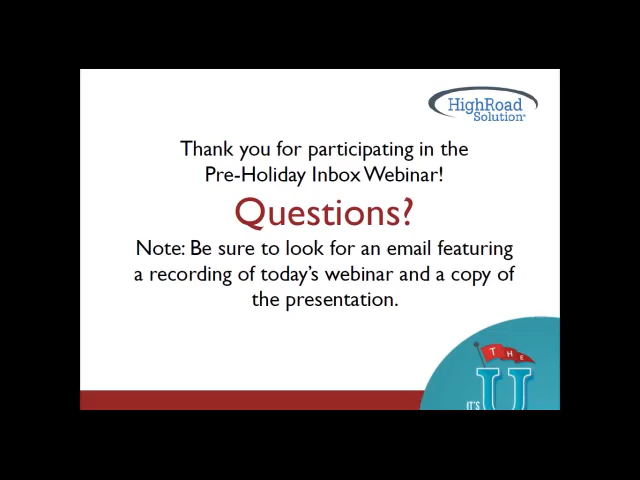 HighRoad
Solution
Thank you for participating in the
Pre-Holiday Inbox Webinar!
Questions?
Note: Be sure to look for an email featuring
a recording of today's webinar and a copy of
the presentation.
THE
IT'S U